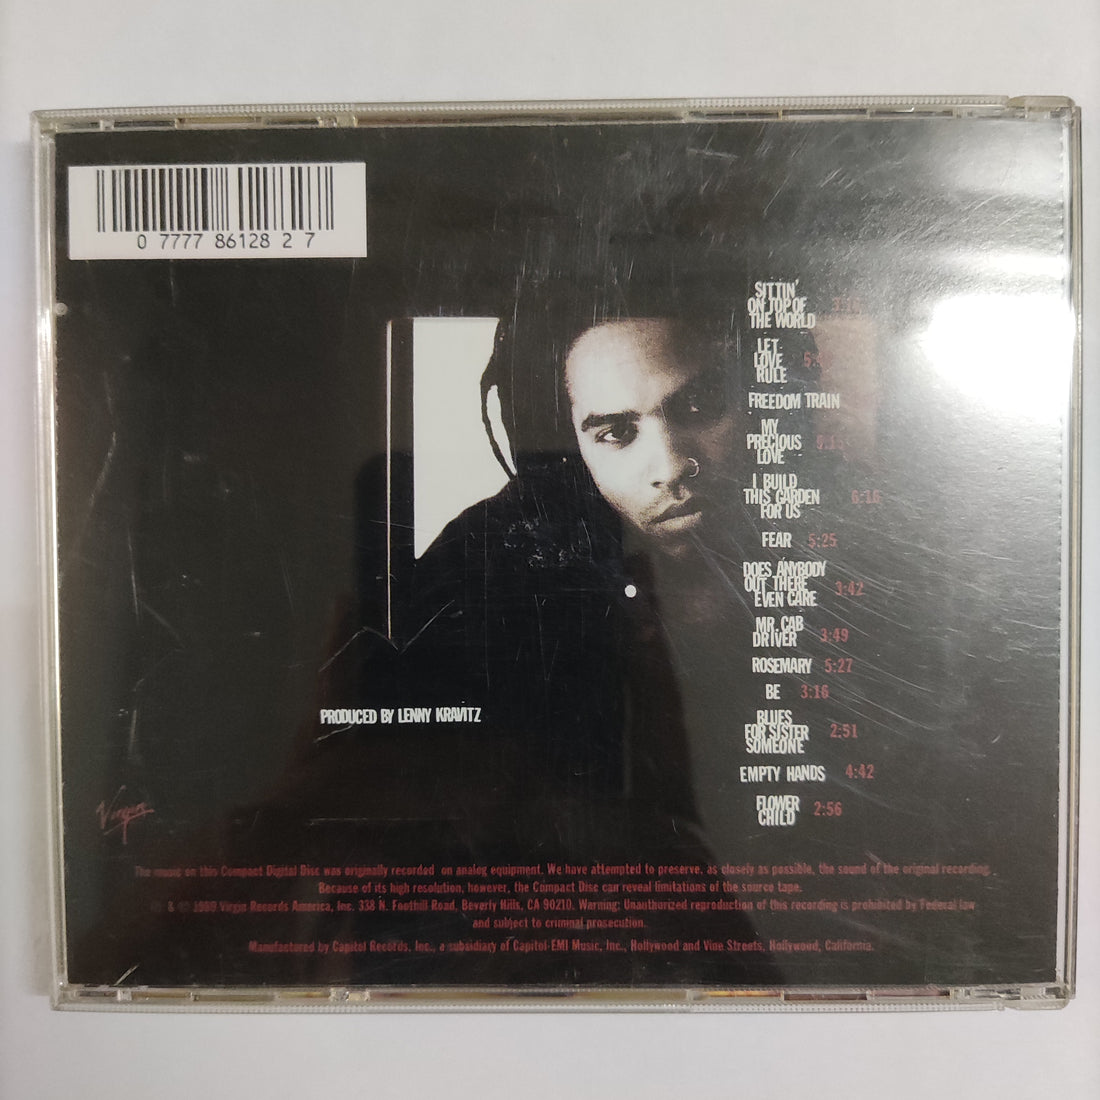 0 7777 86128 2 7
SITTIN'
ON TOP OF
THE WORLD
LET
LOVE
RULE
FREEDOM TRAIN
MY
PRECIOUS
LOVE
I BUILD
THIS GARDEN
FOR US
6:16
FEAR 5:25
DOES ANYBODY
OUT THERE
EVEN CARE
3:42
MR. CAB
DRIVER
3:49
ROSEMARY 5:27
BE 3:16
BLUES
FOR SISTER
SOMEONE
2:51
EMPTY HANDS 4:42
FLOWER
CHILD
2:56
PRODUCED BY LENNY KRAVITZ
Virgin
The music on this Compact Digital Disc was originally recorded on analog equipment. We have attempted to preserve, as closely as possible, the sound of the original recording.
Because of its high resolution, however, the Compact Disc can reveal limitations of the source tape.
& © 1989 Virgin Records America, Inc. 338 N. Foothill Road, Beverly Hills, CA 90210. Warning: Unauthorized reproduction of this recording is prohibited by Federal law
and subject to criminal prosecution.
Manufactured by Capitol Records, Inc., a subsidiary of Capitol-EMI Music, Inc., Hollywood and Vine Streets, Hollywood, California.